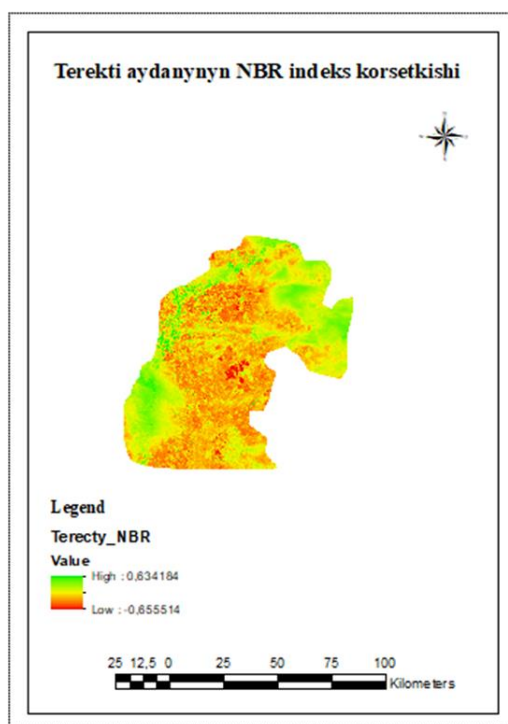 Terekti aydanynyn NBR indeks korsetkishi
Legend
Terecty_NBR
Value
High : 0,634184
Low : -0,655514
25 12,5 0 25 50 75 100
Kilometers